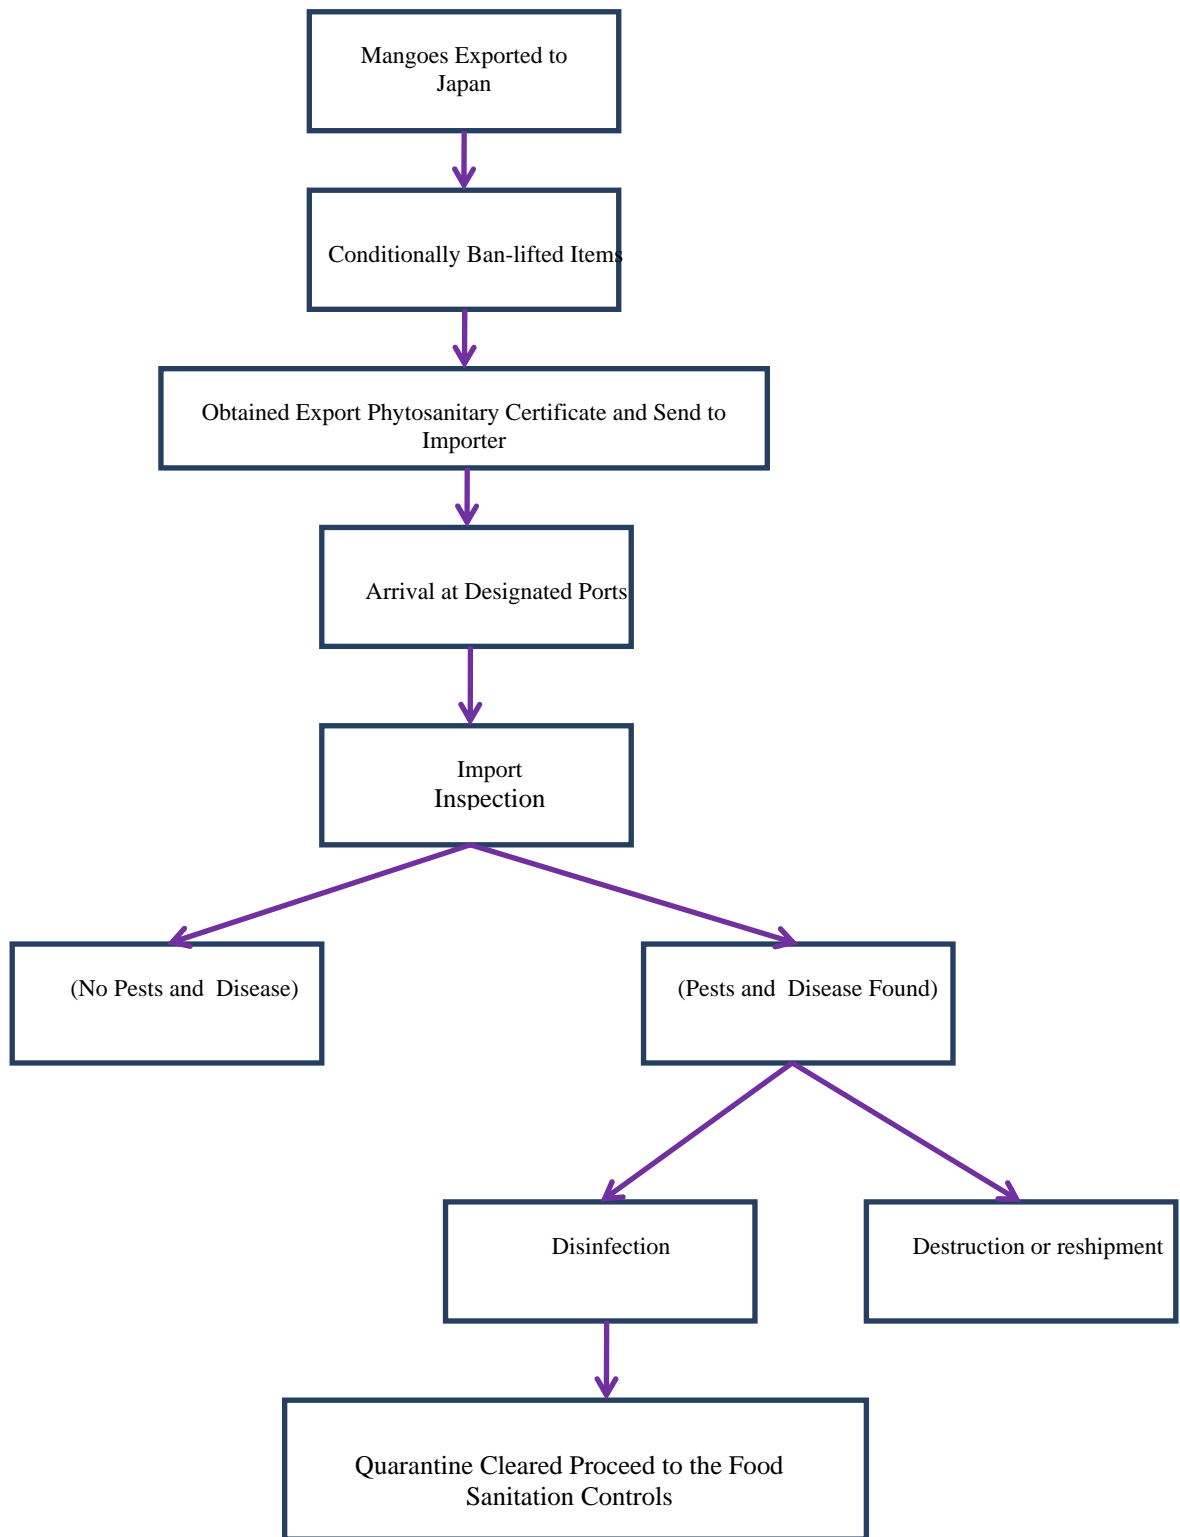 Mangoes Exported to
Japan
Conditionally Ban-lifted Items
Obtained Export Phytosanitary Certificate and Send to
Importer
Arrival at Designated Ports
Import
Inspection
(No Pests and  Disease)
(Pests and  Disease Found)
Disinfection
Destruction or reshipment
Quarantine Cleared Proceed to the Food
Sanitation Controls